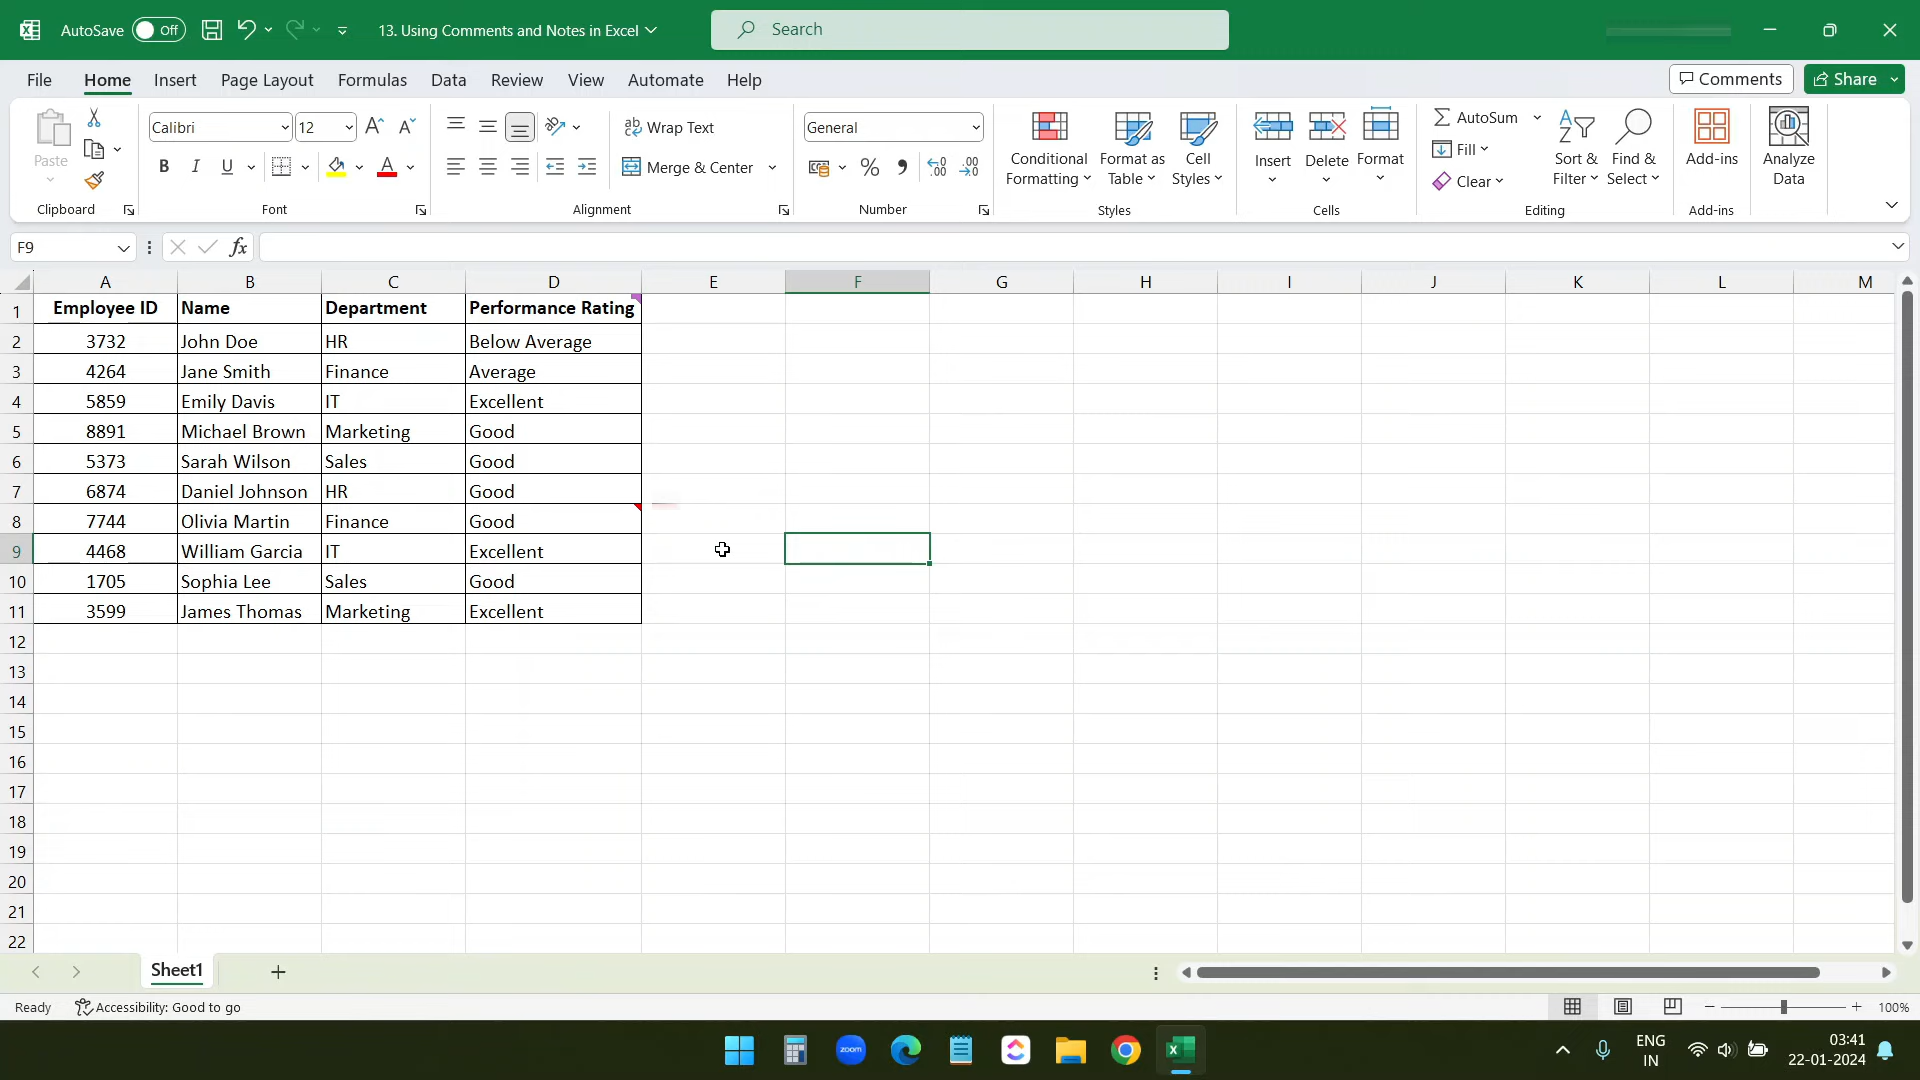 AutoSave Off 13. Using Comments and Notes in Excel Search
File Home Insert Page Layout Formulas Data Review View Automate Help Comments Share
Paste
Clipboard
Calibri 12
B I U A
Font
Wrap Text
Merge & Center
Alignment
General
% ,
Number
Conditional Formatting
Format as Table
Cell Styles
Styles
Insert Delete Format
Cells
AutoSum
Fill
Clear
Sort & Filter
Find & Select
Editing
Add-ins
Add-ins
Analyze Data
F9 fx
A B C D E F G H I J K L M
1 Employee ID Name Department Performance Rating
2 3732 John Doe HR Below Average
3 4264 Jane Smith Finance Average
4 5859 Emily Davis IT Excellent
5 8891 Michael Brown Marketing Good
6 5373 Sarah Wilson Sales Good
7 6874 Daniel Johnson HR Good
8 7744 Olivia Martin Finance Good
9 4468 William Garcia IT Excellent
10 1705 Sophia Lee Sales Good
11 3599 James Thomas Marketing Excellent
12
13
14
15
16
17
18
19
20
21
22
Sheet1
Ready Accessibility: Good to go 100%
zoom
ENG IN
03:41
22-01-2024